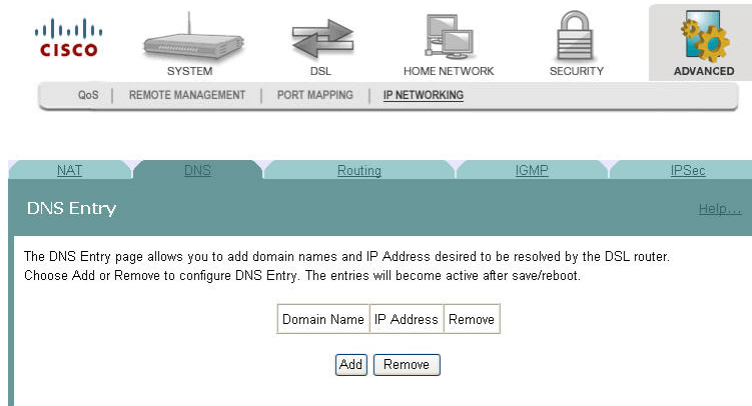 CISCO
SYSTEM DSL HOME NETWORK SECURITY ADVANCED
QoS | REMOTE MANAGEMENT | PORT MAPPING | IP NETWORKING
NAT DNS Routing IGMP IPSec
DNS Entry Help...
The DNS Entry page allows you to add domain names and IP Address desired to be resolved by the DSL router.
Choose Add or Remove to configure DNS Entry. The entries will become active after save/reboot.
Domain Name IP Address Remove
Add Remove